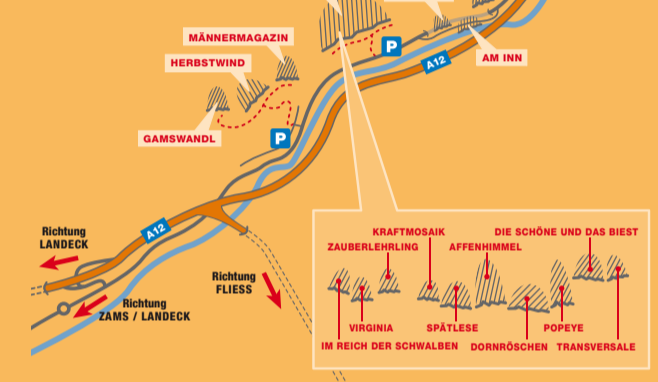 MÄNNERMAGAZIN
HERBSTWIND
GAMSWANDL
P
P
A12
AM INN
A12
Richtung
LANDECK
Richtung
ZAMS / LANDECK
Richtung
FLIESS
KRAFTMOSAIK
DIE SCHÖNE UND DAS BIEST
ZAUBERLEHRLING
AFFENHIMMEL
VIRGINIA
SPÄTLESE
POPEYE
IM REICH DER SCHWALBEN
DORNRÖSCHEN
TRANSVERSALE